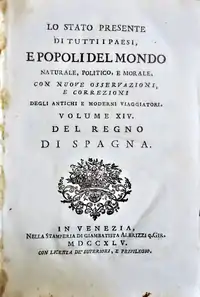 LO STATO PRESENTE
DI TUTTI I PAESI,
E POPOLI DEL MONDO
NATURALE, POLITICO, E MORALE,
CON NUOVE OSSERVAZIONI,
E CORREZIONI
DEGLI ANTICHI E MODERNI VIAGGIATORI.
VOLUME XIV.
DEL REGNO
DI SPAGNA.
IN VENEZIA,
NELLA STAMPERIA DI GIAMBATISTA ALBRIZZI q. GIR.
MDCCXLV.
CON LICENZA DE' SUPERIORI, E PRIVILEGIO.